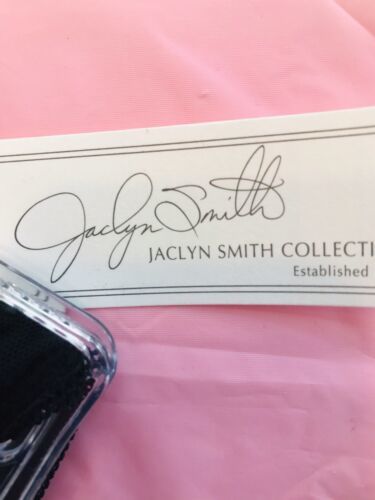 Jaclyn Smith
JACLYN SMITH COLLECTI
Established